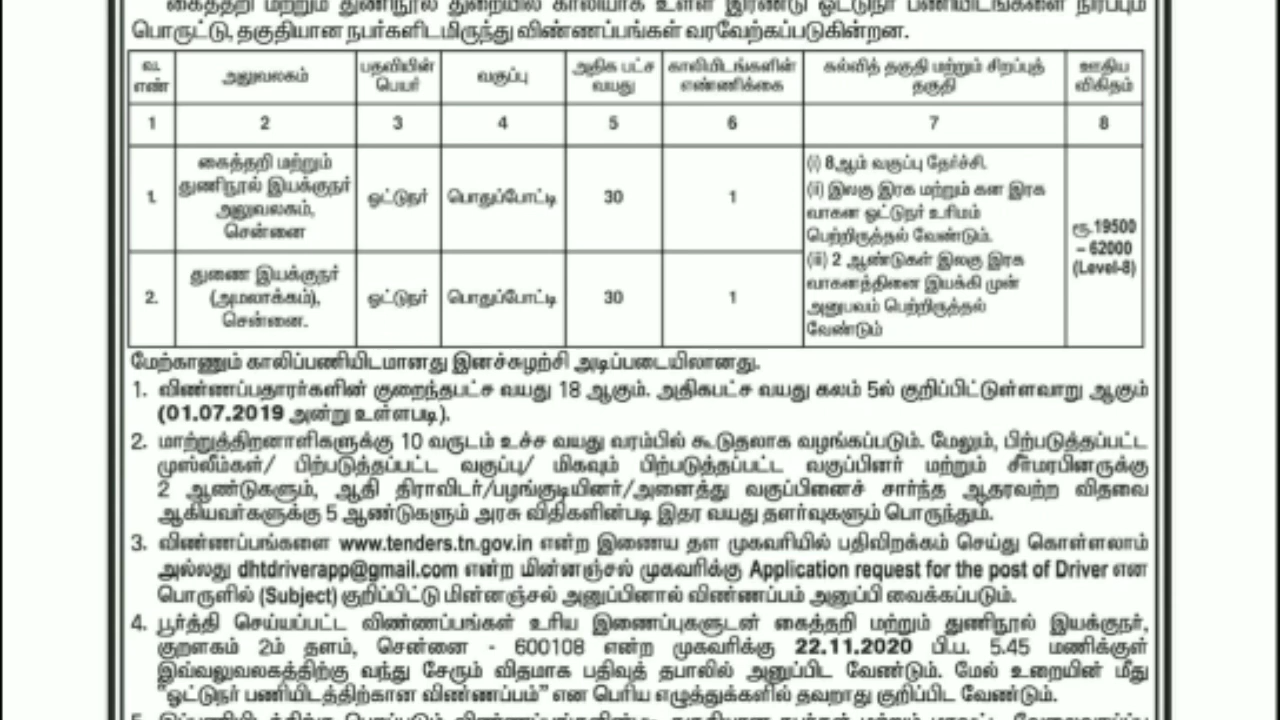 கைத்தறி மற்றும் துணிநூல் துறையில் காலியாக உள்ள இரண்டு ஓட்டுநர் பணியிடங்களை நிரப்பும்
பொருட்டு, தகுதியான நபர்களிடமிருந்து விண்ணப்பங்கள் வரவேற்கப்படுகின்றன.
வ. எண் அலுவலகம் பதவியின் பெயர் வகுப்பு அதிக பட்ச வயது காலியிடங்களின் எண்ணிக்கை கல்வித் தகுதி மற்றும் சிறப்புத் தகுதி ஊதிய விகிதம்
1 2 3 4 5 6 7 8
1. கைத்தறி மற்றும் துணிநூல் இயக்குநர் அலுவலகம், சென்னை ஓட்டுநர் பொதுப்போட்டி 30 1
2. துணை இயக்குநர் (அமலாக்கம்), சென்னை. ஓட்டுநர் பொதுப்போட்டி 30 1
(i) 8ஆம் வகுப்பு தேர்ச்சி.
(ii) இலகு இரக மற்றும் கன இரக
வாகன ஓட்டுநர் உரிமம்
பெற்றிருத்தல் வேண்டும்.
(iii) 2 ஆண்டுகள் இலகு இரக
வாகனத்தினை இயக்கி முன்
அனுபவம் பெற்றிருத்தல்
வேண்டும்
ரூ.19500
– 62000
(Level-8)
மேற்காணும் காலிப்பணியிடமானது இனச்சுழற்சி அடிப்படையிலானது.
1. விண்ணப்பதாரர்களின் குறைந்தபட்ச வயது 18 ஆகும். அதிகபட்ச வயது கலம் 5ல் குறிப்பிட்டுள்ளவாறு ஆகும்
(01.07.2019 அன்று உள்ளபடி).
2. மாற்றுத்திறனாளிகளுக்கு 10 வருடம் உச்ச வயது வரம்பில் கூடுதலாக வழங்கப்படும். மேலும், பிற்படுத்தப்பட்ட
முஸ்லீம்கள்/ பிற்படுத்தப்பட்ட வகுப்பு/ மிகவும் பிற்படுத்தப்பட்ட வகுப்பினர் மற்றும் சீர்மரபினருக்கு
2 ஆண்டுகளும், ஆதி திராவிடர்/பழங்குடியினர்/அனைத்து வகுப்பினைச் சார்ந்த ஆதரவற்ற விதவை
ஆகியவர்களுக்கு 5 ஆண்டுகளும் அரசு விதிகளின்படி இதர வயது தளர்வுகளும் பொருந்தும்.
3. விண்ணப்பங்களை www.tenders.tn.gov.in என்ற இணைய தள முகவரியில் பதிவிறக்கம் செய்து கொள்ளலாம்
அல்லது dhtdriverapp@gmail.com என்ற மின்னஞ்சல் முகவரிக்கு Application request for the post of Driver என
பொருளில் (Subject) குறிப்பிட்டு மின்னஞ்சல் அனுப்பினால் விண்ணப்பம் அனுப்பி வைக்கப்படும்.
4. பூர்த்தி செய்யப்பட்ட விண்ணப்பங்கள் உரிய இணைப்புகளுடன் கைத்தறி மற்றும் துணிநூல் இயக்குநர்,
குறளகம் 2ம் தளம், சென்னை - 600108 என்ற முகவரிக்கு 22.11.2020 பி.ப. 5.45 மணிக்குள்
இவ்வலுவலகத்திற்கு வந்து சேரும் விதமாக பதிவுத் தபாலில் அனுப்பிட வேண்டும். மேல் உறையின் மீது
"ஓட்டுநர் பணியிடத்திற்கான விண்ணப்பம்" என பெரிய எழுத்துக்களில் தவறாது குறிப்பிட வேண்டும்.